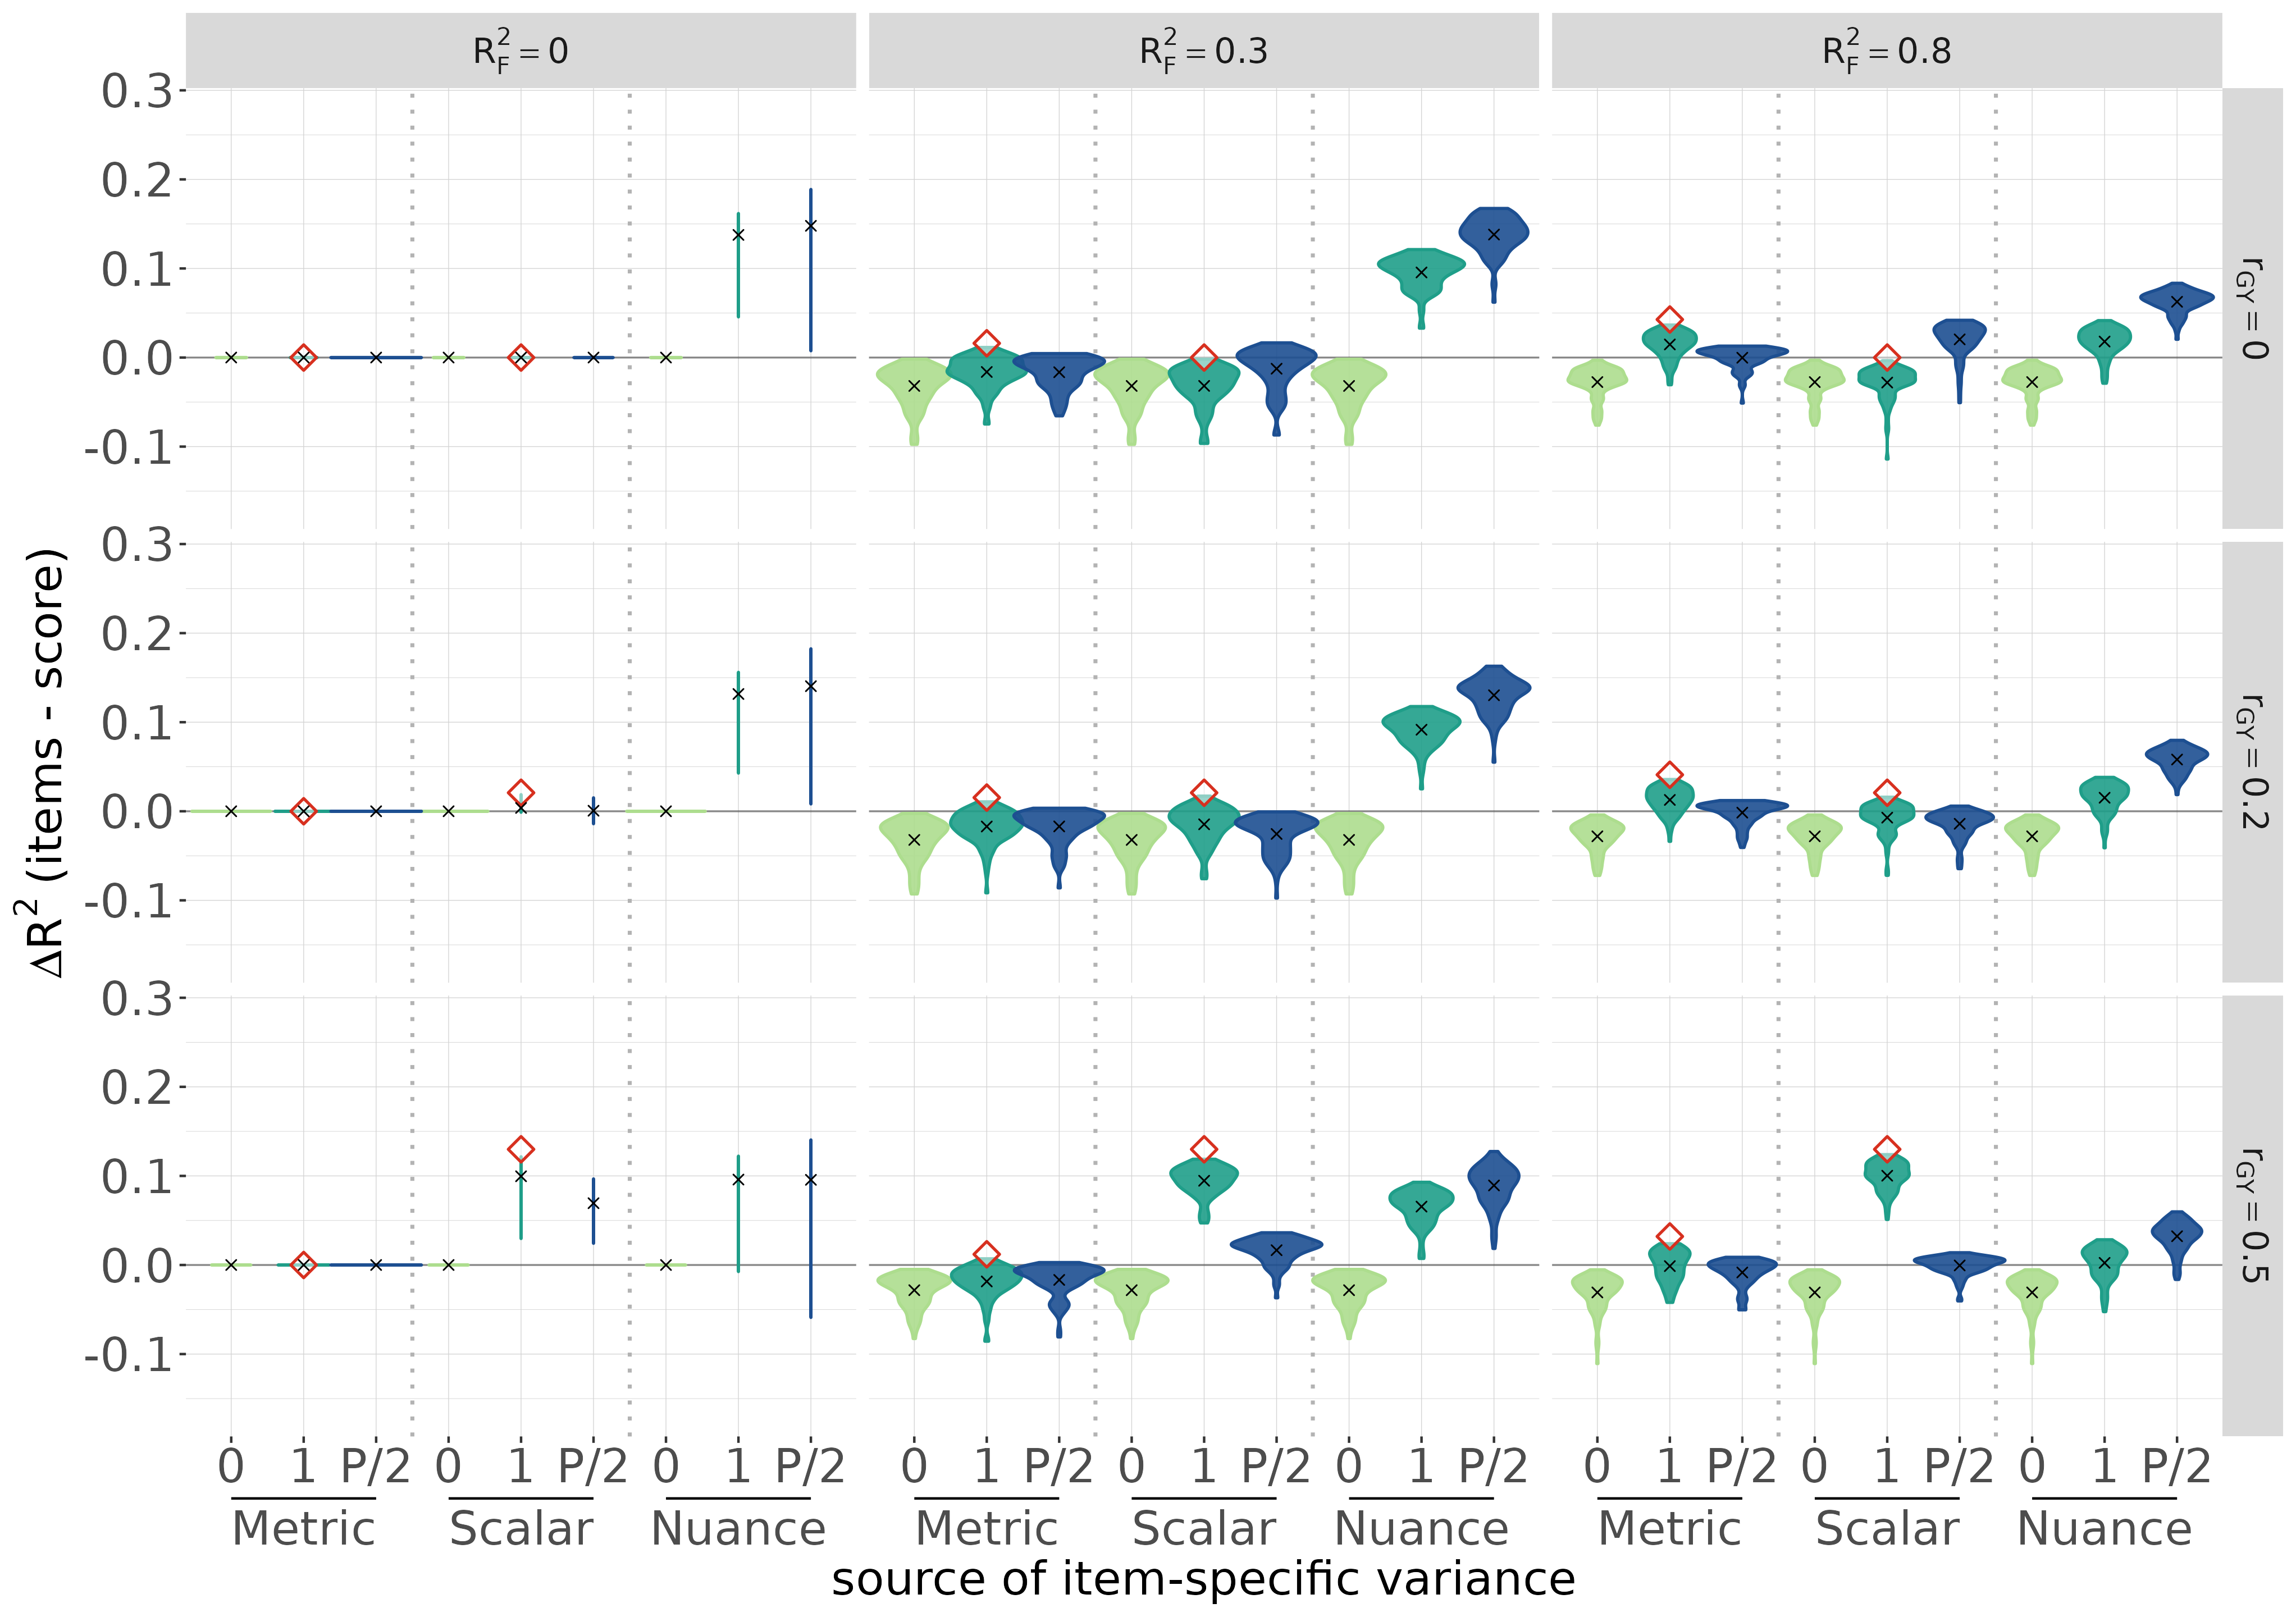 R²_F = 0 R²_F = 0.3 R²_F = 0.8
0.3
0.2
0.1
0.0
-0.1
r_GY = 0
0.3
0.2
0.1
0.0
-0.1
r_GY = 0.2
0.3
0.2
0.1
0.0
-0.1
r_GY = 0.5
ΔR² (items - score)
0 1 P/2 0 1 P/2 0 1 P/2 0 1 P/2 0 1 P/2 0 1 P/2 0 1 P/2 0 1 P/2 0 1 P/2
Metric Scalar Nuance Metric Scalar Nuance Metric Scalar Nuance
source of item-specific variance